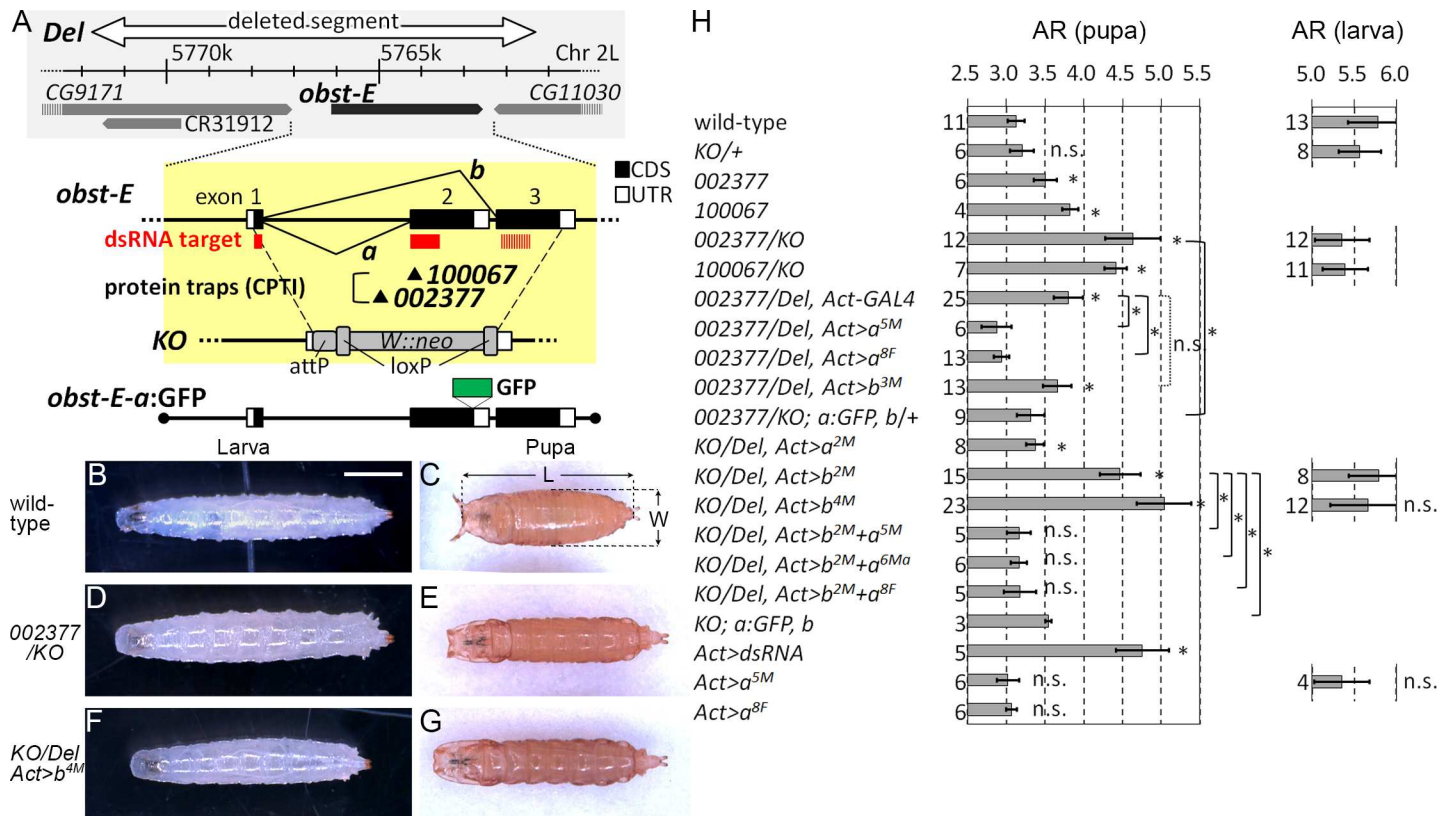 A
Del
deleted segment
5770k
5765k
Chr 2L
CG9171
obst-E
CG11030
CR31912
obst-E
exon 1
2
3
b
CDS
UTR
dsRNA target
a
100067
protein traps (CPTI)
002377
KO
W::neo
attP
loxP
obst-E-a:GFP
GFP
Larva
Pupa
wild-
type
B
C
L
W
002377
/KO
D
E
KO/Del
Act>b4M
F
G
H
AR (pupa)
AR (larva)
2.5 3.0 3.5 4.0 4.5 5.0 5.5
5.0 5.5 6.0
wild-type 11 13
KO/+ 6 n.s. 8
002377 6 *
100067 4 *
002377/KO 12 * 12
100067/KO 7 * 11
002377/Del, Act-GAL4 25 *
002377/Del, Act>a5M 6 * * n.s. *
002377/Del, Act>a8F 13
002377/Del, Act>b3M 13 *
002377/KO; a:GFP, b/+ 9
KO/Del, Act>a2M 8 *
KO/Del, Act>b2M 15 * 8
KO/Del, Act>b4M 23 * 12 n.s.
KO/Del, Act>b2M+a5M 5 n.s. * * * *
KO/Del, Act>b2M+a6Ma 6 n.s.
KO/Del, Act>b2M+a8F 5 n.s.
KO; a:GFP, b 3
Act>dsRNA 5 *
Act>a5M 6 n.s. 4 n.s.
Act>a8F 6 n.s.